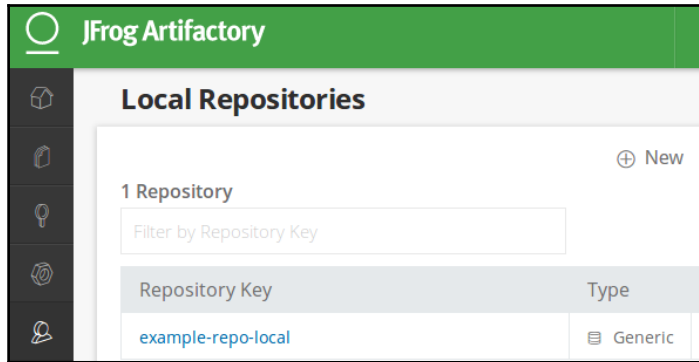 JFrog Artifactory
Local Repositories
New
1 Repository
Filter by Repository Key
Repository Key Type
example-repo-local Generic